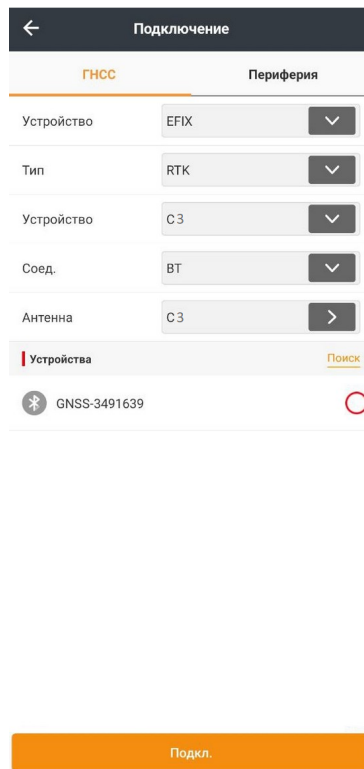 Подключение
ГНСС Периферия
Устройство EFIX
Тип RTK
Устройство C3
Соед. BT
Антенна C3
Устройства Поиск
GNSS-3491639
Подкл.